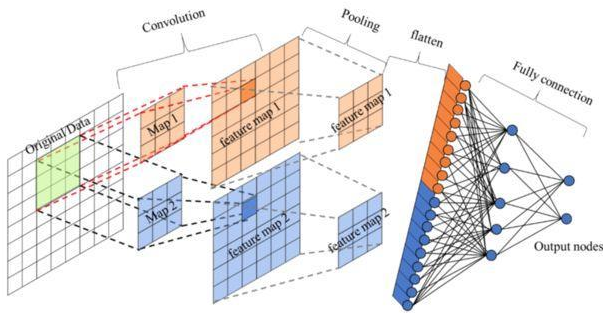 Convolution
Pooling
flatten
Fully connection
Original Data
Map 1
feature map 1
feature map 1
Map 2
feature map 2
feature map 2
Output nodes